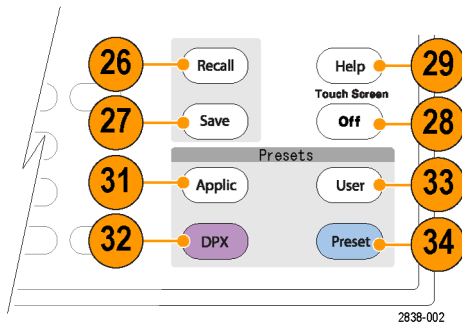 26 Recall Help 29
Touch Screen
27 Save Off 28
Presets
31 Applic User 33
32 DPX Preset 34
2838-002